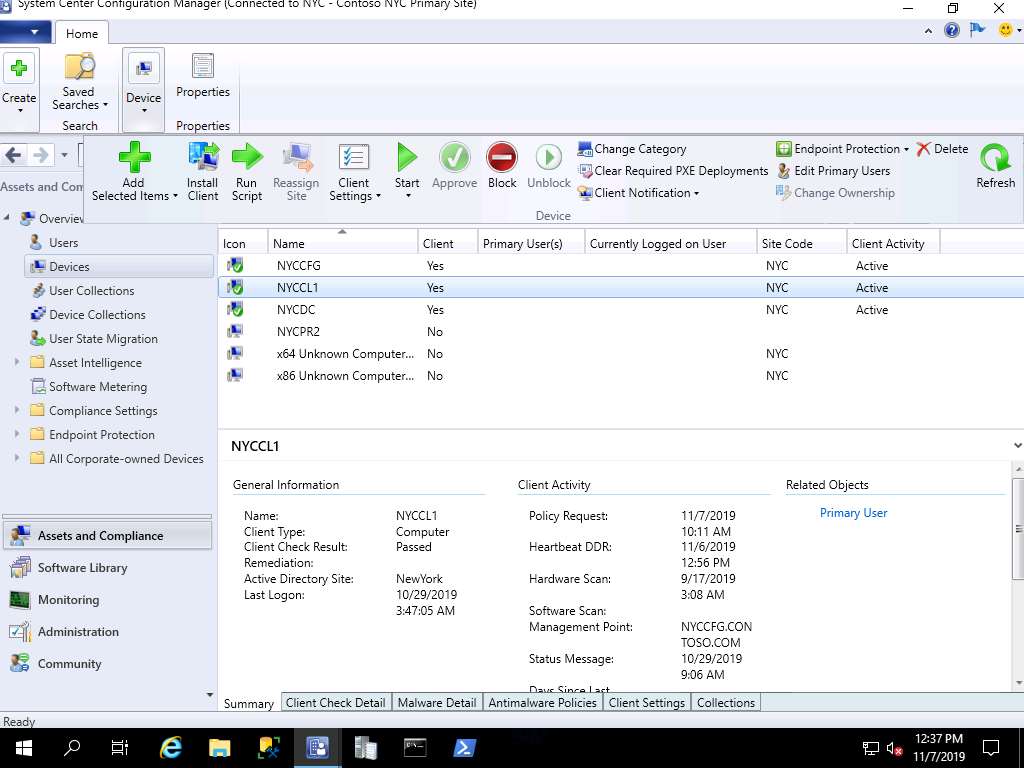 System Center Configuration Manager (Connected to NYC - Contoso NYC Primary Site)
Home
Create
Saved
Searches
Search
Device
Properties
Properties
Add
Selected Items
Install
Client
Run
Script
Reassign
Site
Client
Settings
Start
Approve
Block
Unblock
Change Category
Clear Required PXE Deployments
Client Notification
Endpoint Protection
Delete
Edit Primary Users
Change Ownership
Refresh
Device
Assets and Com
Overview
Users
Devices
User Collections
Device Collections
User State Migration
Asset Intelligence
Software Metering
Compliance Settings
Endpoint Protection
All Corporate-owned Devices
Assets and Compliance
Software Library
Monitoring
Administration
Community
Icon Name Client Primary User(s) Currently Logged on User Site Code Client Activity
NYCCFG Yes NYC Active
NYCCL1 Yes NYC Active
NYCDC Yes NYC Active
NYCPR2 No
x64 Unknown Computer... No NYC
x86 Unknown Computer... No NYC
NYCCL1
General Information
Name: NYCCL1
Client Type: Computer
Client Check Result: Passed
Remediation:
Active Directory Site: NewYork
Last Logon: 10/29/2019
3:47:05 AM
Client Activity
Policy Request: 11/7/2019
10:11 AM
Heartbeat DDR: 11/6/2019
12:56 PM
Hardware Scan: 9/17/2019
3:08 AM
Software Scan:
Management Point: NYCCFG.CON
TOSO.COM
Status Message: 10/29/2019
9:06 AM
Days Since Last
Related Objects
Primary User
Summary Client Check Detail Malware Detail Antimalware Policies Client Settings Collections
Ready
12:37 PM
11/7/2019